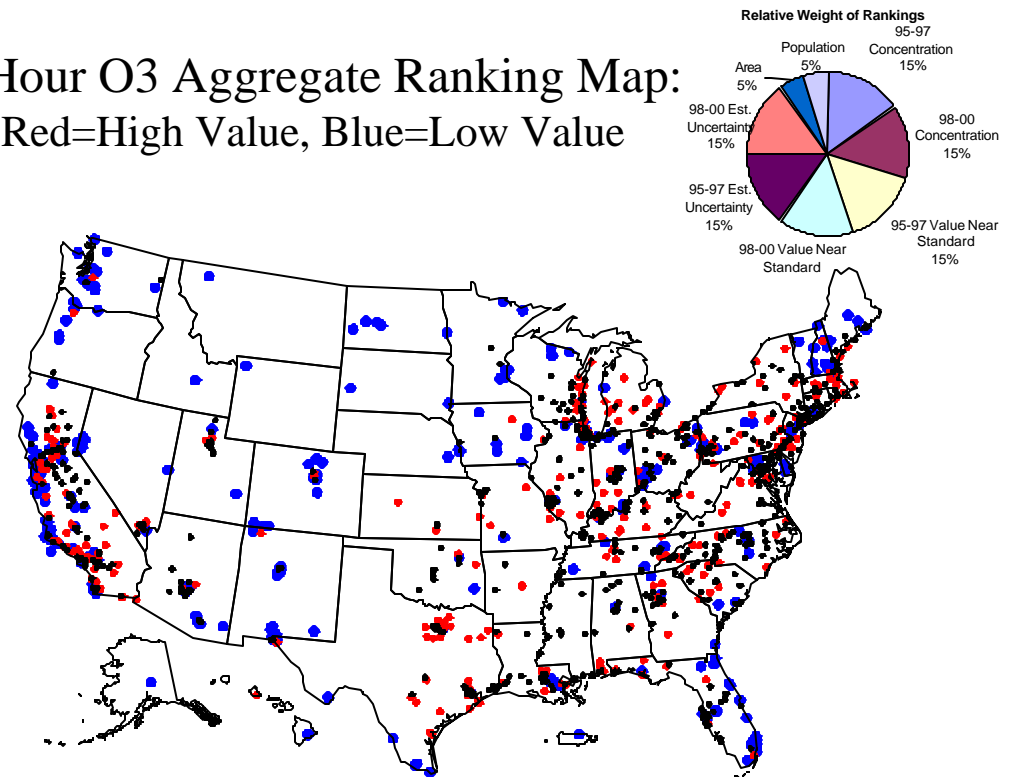 Relative Weight of Rankings
Hour O3 Aggregate Ranking Map:
Red=High Value, Blue=Low Value
95-97
Concentration
15%
98-00
Concentration
15%
95-97 Value Near
Standard
15%
98-00 Value Near
Standard
95-97 Est.
Uncertainty
15%
98-00 Est.
Uncertainty
15%
Area
5%
Population
5%